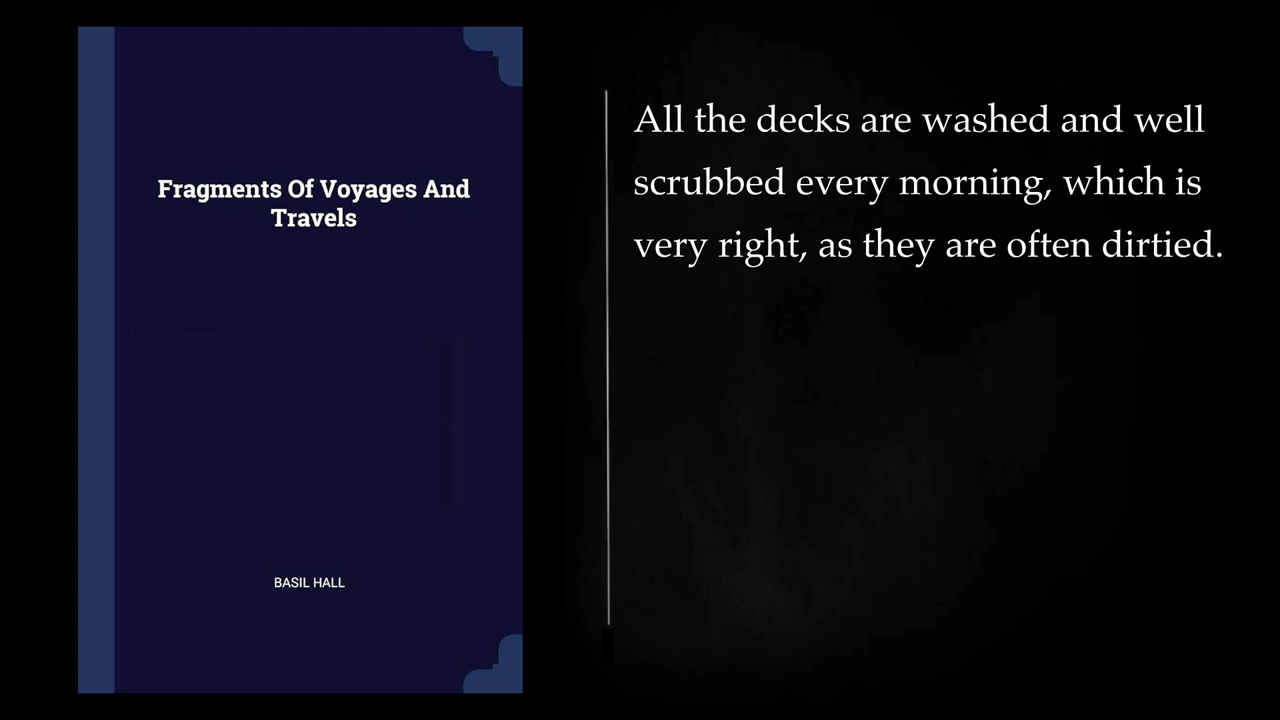 Fragments Of Voyages And
Travels
BASIL HALL
All the decks are washed and well
scrubbed every morning, which is
very right, as they are often dirtied.